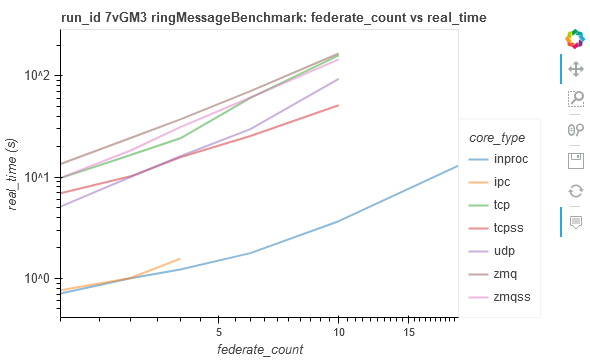 run_id 7vGM3 ringMessageBenchmark: federate_count vs real_time
real_time (s)
10^2
10^1
10^0
5
10
15
federate_count
core_type
inproc
ipc
tcp
tcpss
udp
zmq
zmqss